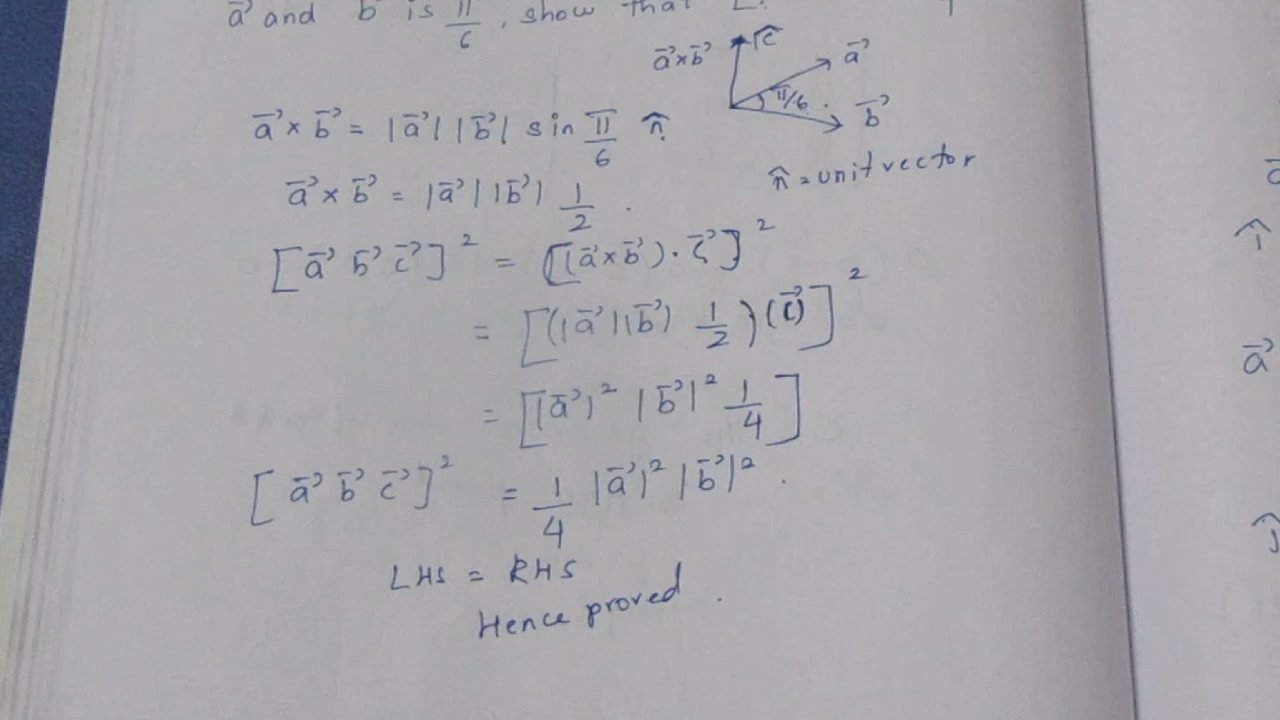 a⃗ and b⃗ is π/6, show that [
a⃗×b⃗ ĉ a⃗
π/6 b⃗
a⃗ × b⃗ = |a⃗| |b⃗| sin π/6 n̂
n̂ = unit vector
a⃗ × b⃗ = |a⃗| |b⃗| 1/2 .
[a⃗ b⃗ c⃗]² = [(a⃗×b⃗)·c⃗]²
= [(|a⃗||b⃗| 1/2)(c⃗)]²
= [|a⃗|² |b⃗|² 1/4]
[a⃗ b⃗ c⃗]² = 1/4 |a⃗|² |b⃗|² .
LHS = RHS
Hence proved .